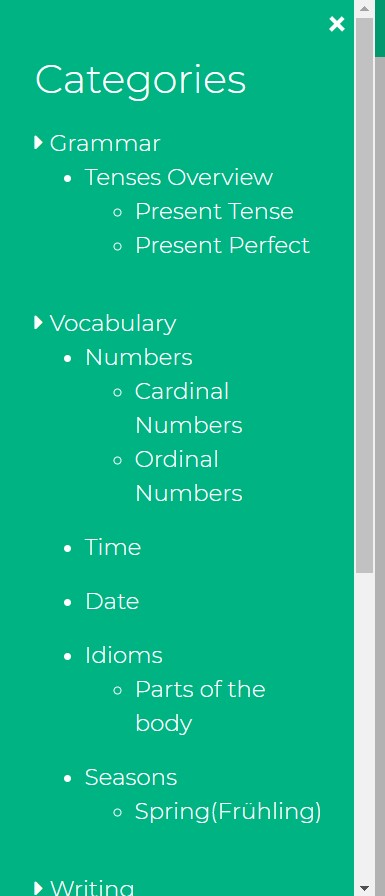 Categories
Grammar
Tenses Overview
Present Tense
Present Perfect
Vocabulary
Numbers
Cardinal
Numbers
Ordinal
Numbers
Time
Date
Idioms
Parts of the
body
Seasons
Spring(Frühling)
Writing